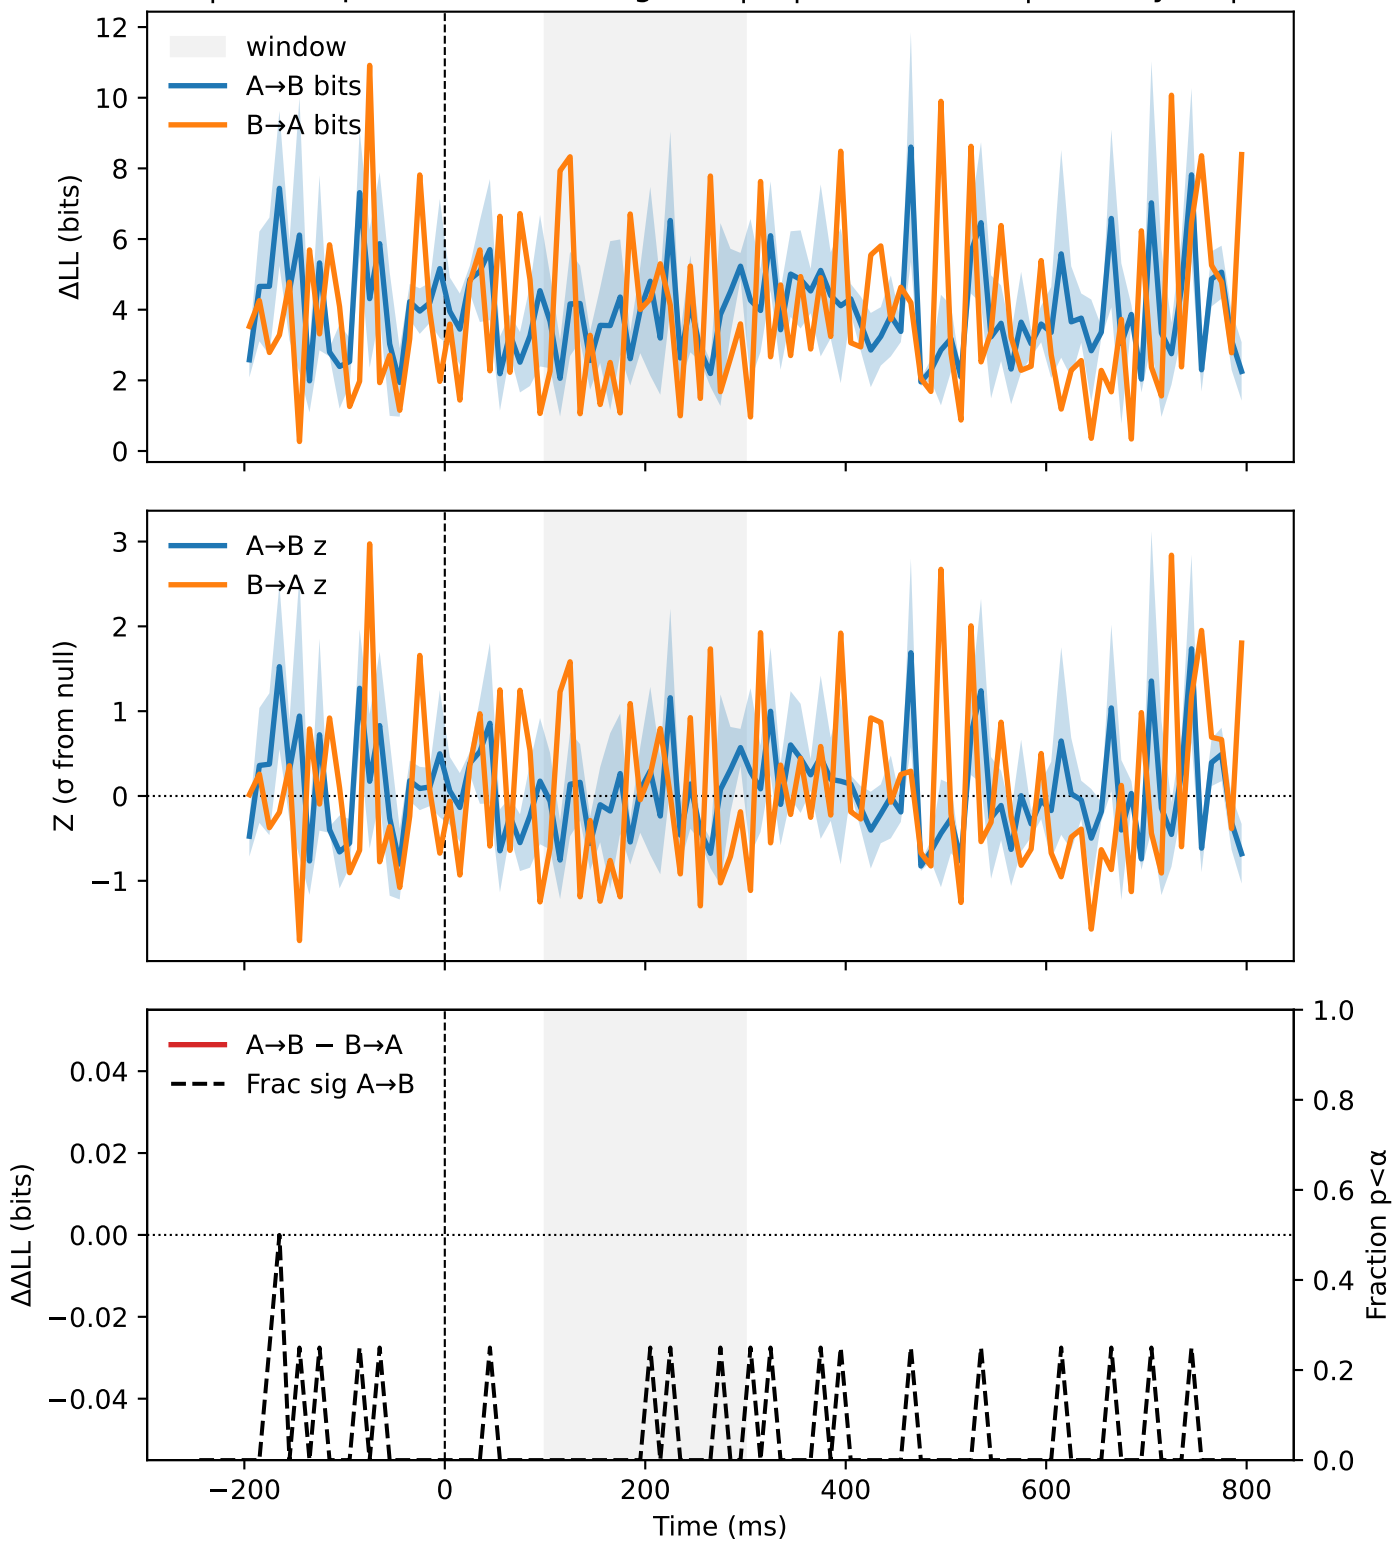 12
10
8
6
4
2
0
ΔLL (bits)
window
A→B bits
B→A bits
3
2
1
0
−1
Z (σ from null)
A→B z
B→A z
0.04
0.02
0.00
−0.02
−0.04
ΔΔLL (bits)
A→B − B→A
Frac sig A→B
1.0
0.8
0.6
0.4
0.2
0.0
Fraction p<α
−200
0
200
400
600
800
Time (ms)